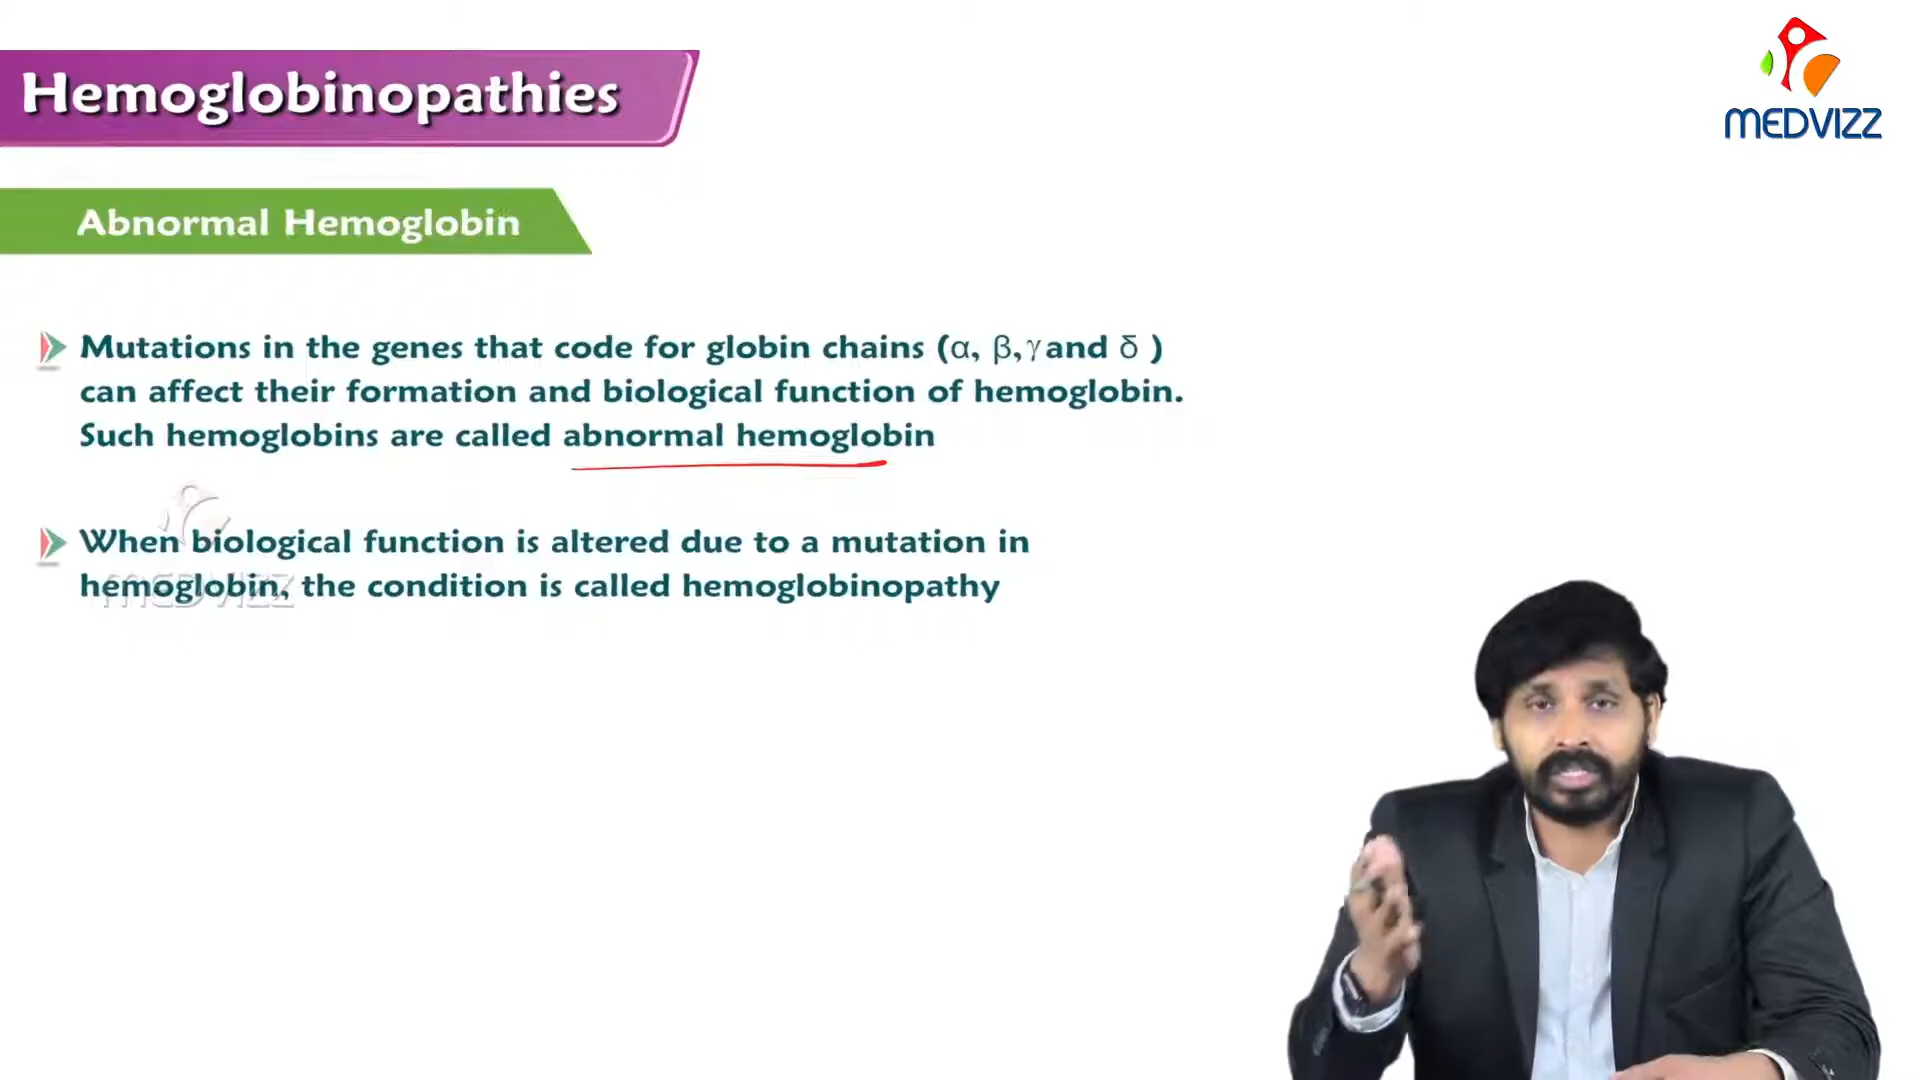 Hemoglobinopathies
MEDVIZZ
Abnormal Hemoglobin
Mutations in the genes that code for globin chains (α, β,γ and δ )
can affect their formation and biological function of hemoglobin.
Such hemoglobins are called abnormal hemoglobin
When biological function is altered due to a mutation in
hemoglobin, the condition is called hemoglobinopathy
MEDVIZZ